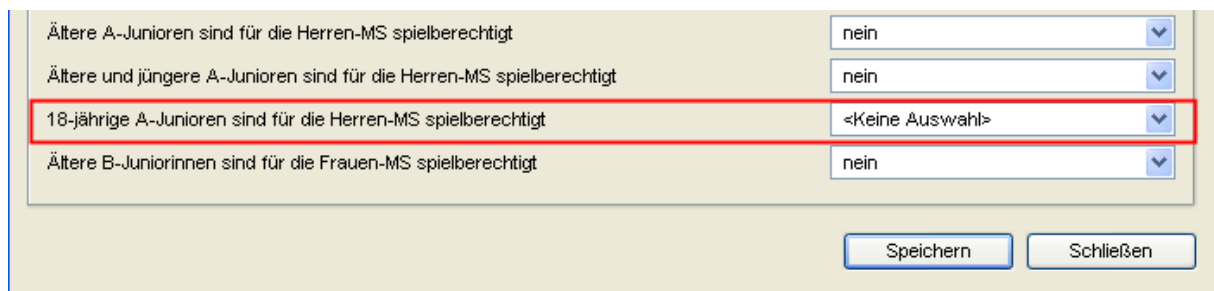 Ältere A-Junioren sind für die Herren-MS spielberechtigt nein
Ältere und jüngere A-Junioren sind für die Herren-MS spielberechtigt nein
18-jährige A-Junioren sind für die Herren-MS spielberechtigt <Keine Auswahl>
Ältere B-Juniorinnen sind für die Frauen-MS spielberechtigt nein
Speichern Schließen